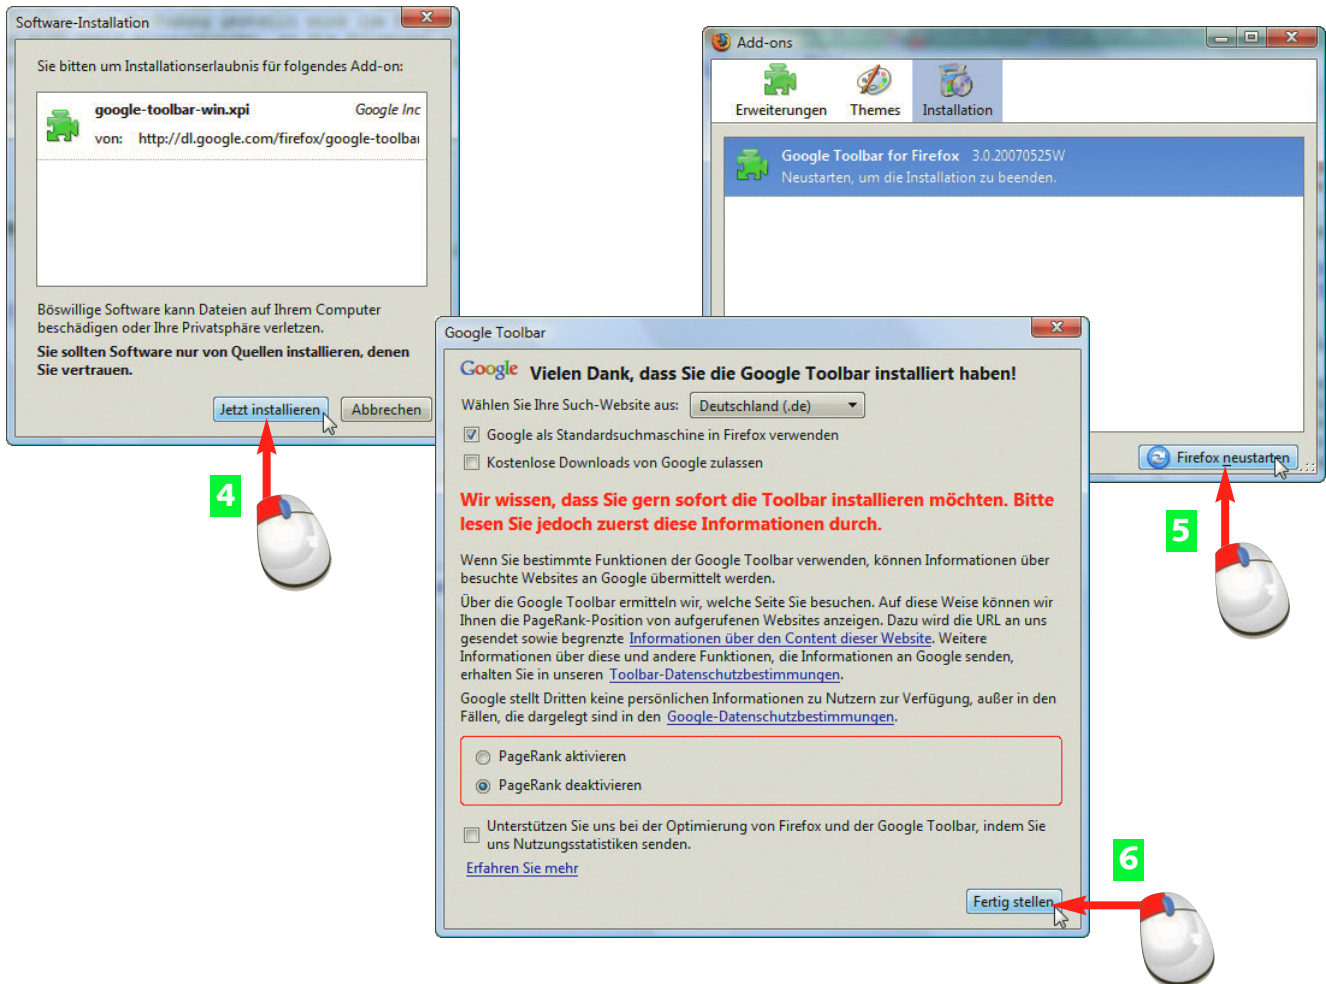 Software-Installation
Sie bitten um Installationserlaubnis für folgendes Add-on:
google-toolbar-win.xpi Google Inc
von: http://dl.google.com/firefox/google-toolbar
Böswillige Software kann Dateien auf Ihrem Computer
beschädigen oder Ihre Privatsphäre verletzen.
Sie sollten Software nur von Quellen installieren, denen
Sie vertrauen.
Jetzt installieren Abbrechen
4
Add-ons
Erweiterungen Themes Installation
Google Toolbar for Firefox 3.0.20070525W
Neustarten, um die Installation zu beenden.
Firefox neustarten
5
Google Toolbar
Google Vielen Dank, dass Sie die Google Toolbar installiert haben!
Wählen Sie Ihre Such-Website aus: Deutschland (.de)
Google als Standardsuchmaschine in Firefox verwenden
Kostenlose Downloads von Google zulassen
Wir wissen, dass Sie gern sofort die Toolbar installieren möchten. Bitte
lesen Sie jedoch zuerst diese Informationen durch.
Wenn Sie bestimmte Funktionen der Google Toolbar verwenden, können Informationen über
besuchte Websites an Google übermittelt werden.
Über die Google Toolbar ermitteln wir, welche Seite Sie besuchen. Auf diese Weise können wir
Ihnen die PageRank-Position von aufgerufenen Websites anzeigen. Dazu wird die URL an uns
gesendet sowie begrenzte Informationen über den Content dieser Website. Weitere
Informationen über diese und andere Funktionen, die Informationen an Google senden,
erhalten Sie in unseren Toolbar-Datenschutzbestimmungen.
Google stellt Dritten keine persönlichen Informationen zu Nutzern zur Verfügung, außer in den
Fällen, die dargelegt sind in den Google-Datenschutzbestimmungen.
PageRank aktivieren
PageRank deaktivieren
Unterstützen Sie uns bei der Optimierung von Firefox und der Google Toolbar, indem Sie
uns Nutzungsstatistiken senden.
Erfahren Sie mehr
Fertig stellen
6